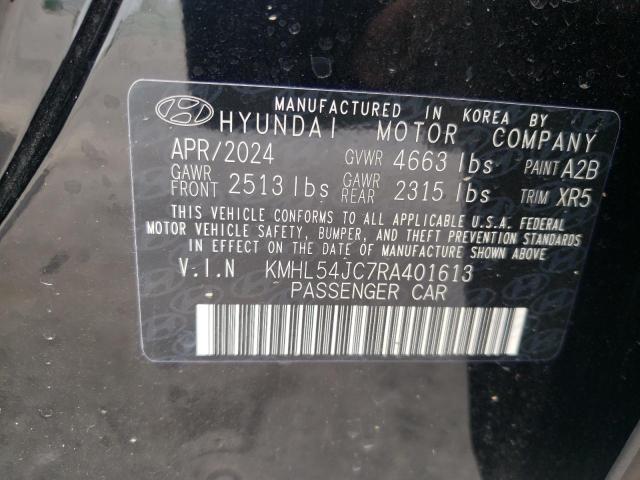 MANUFACTURED IN KOREA BY
HYUNDAI MOTOR COMPANY
APR/2024 GVWR 4663 lbs PAINT A2B
GAWR FRONT 2513 lbs GAWR REAR 2315 lbs TRIM XR5
THIS VEHICLE CONFORMS TO ALL APPLICABLE U.S.A. FEDERAL
MOTOR VEHICLE SAFETY, BUMPER, AND THEFT PREVENTION STANDARDS
IN EFFECT ON THE DATE OF MANUFACTURE SHOWN ABOVE
V.I.N KMHL54JC7RA401613
PASSENGER CAR